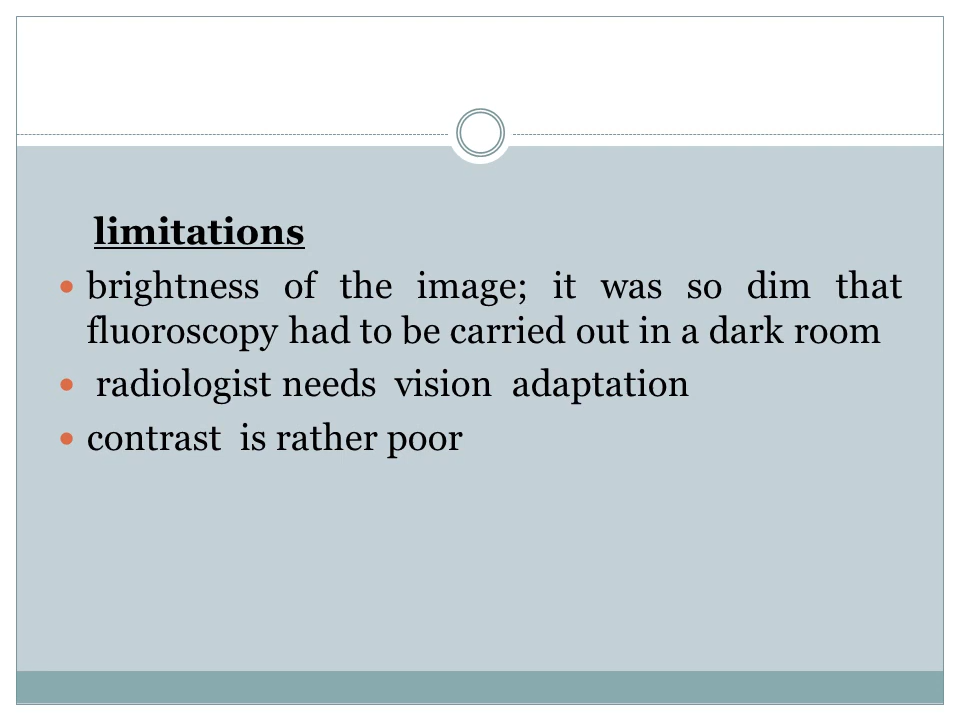 limitations
• brightness of the image; it was so dim that
fluoroscopy had to be carried out in a dark room
• radiologist needs vision adaptation
• contrast is rather poor